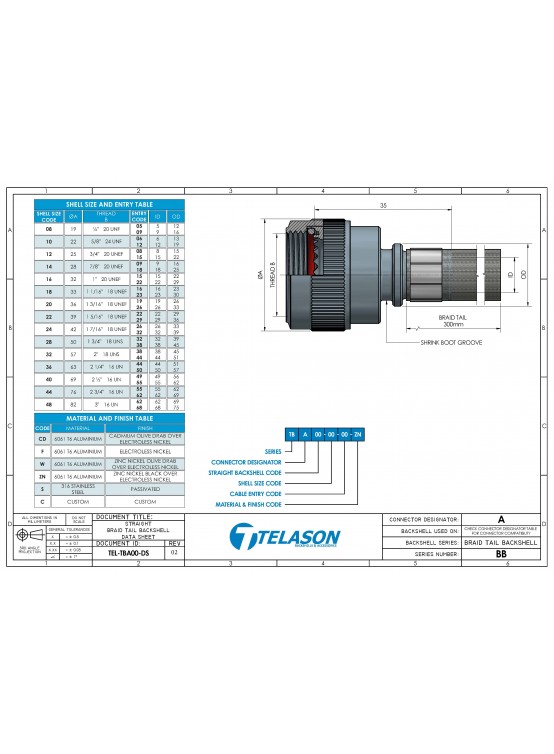 1 2 3 4 5 6
SHELL SIZE AND ENTRY TABLE
SHELL SIZE CODE ØA THREAD B ENTRY CODE ID OD
08 19 ½" 20 UNF 05 5 12
09 9 16
10 22 5/8" 24 UNF 06 6 13
12 12 19
12 25 3/4" 20 UNEF 08 8 15
15 15 22
14 28 7/8" 20 UNEF 09 9 16
18 18 25
16 32 1" 20 UNEF 15 15 22
22 22 29
18 33 1 1/16" 18 UNEF 16 16 23
23 23 30
20 36 1 3/16" 18 UNEF 19 19 26
26 26 33
22 39 1 5/16" 18 UNEF 22 22 29
29 29 36
24 42 1 7/16" 18 UNEF 26 26 33
32 32 39
28 50 1 3/4" 18 UNS 32 32 39
38 38 45
32 57 2" 18 UNS 38 38 45
44 44 51
36 63 2 1/4" 16 UN 44 44 51
50 50 57
40 69 2 ½" 16 UN 49 49 56
55 55 62
44 76 2 3/4" 16 UN 55 55 62
62 62 69
48 82 3" 16 UN 62 62 69
68 68 75
MATERIAL AND FINISH TABLE
CODE MATERIAL FINISH
CD 6061 T6 ALUMINIUM CADMIUM OLIVE DRAB OVER ELECTROLESS NICKEL
F 6061 T6 ALUMINIUM ELECTROLESS NICKEL
W 6061 T6 ALUMINIUM ZINC NICKEL OLIVE DRAB OVER ELECTROLESS NICKEL
ZN 6061 T6 ALUMINIUM ZINC NICKEL BLACK OVER ELECTROLESS NICKEL
S 316 STAINLESS STEEL PASSIVATED
C CUSTOM CUSTOM
35
ØA
THREAD B
ID
OD
BRAID TAIL
300mm
SHRINK BOOT GROOVE
TB A 00 - 00 - 00 - ZN
SERIES
CONNECTOR DESIGNATOR
STRAIGHT BACKSHELL CODE
SHELL SIZE CODE
CABLE ENTRY CODE
MATERIAL & FINISH CODE
A B C D
A B C D
ALL DIMENTIONS IN MILLIMETERS
DO NOT SCALE
GENERAL TOLERANCES
X = ± 0.5
X.X = ± 0.1
X.XX = ± 0.05
= ± 1°
3RD ANGLE PROJECTION
DOCUMENT TITLE:
STRAIGHT
BRAID TAIL BACKSHELL
DATA SHEET
DOCUMENT ID: REV
TEL-TBA00-DS 02
TELASON
CONNECTOR DESIGNATOR: A
BACKSHELL USED ON: CHECK CONNECTOR DESIGNATOR TABLE FOR CONNECTOR COMPATIBILITY
BACKSHELL SERIES: BRAID TAIL BACKSHELL
SERIES NUMBER: BB
1 2 3 4 5 6